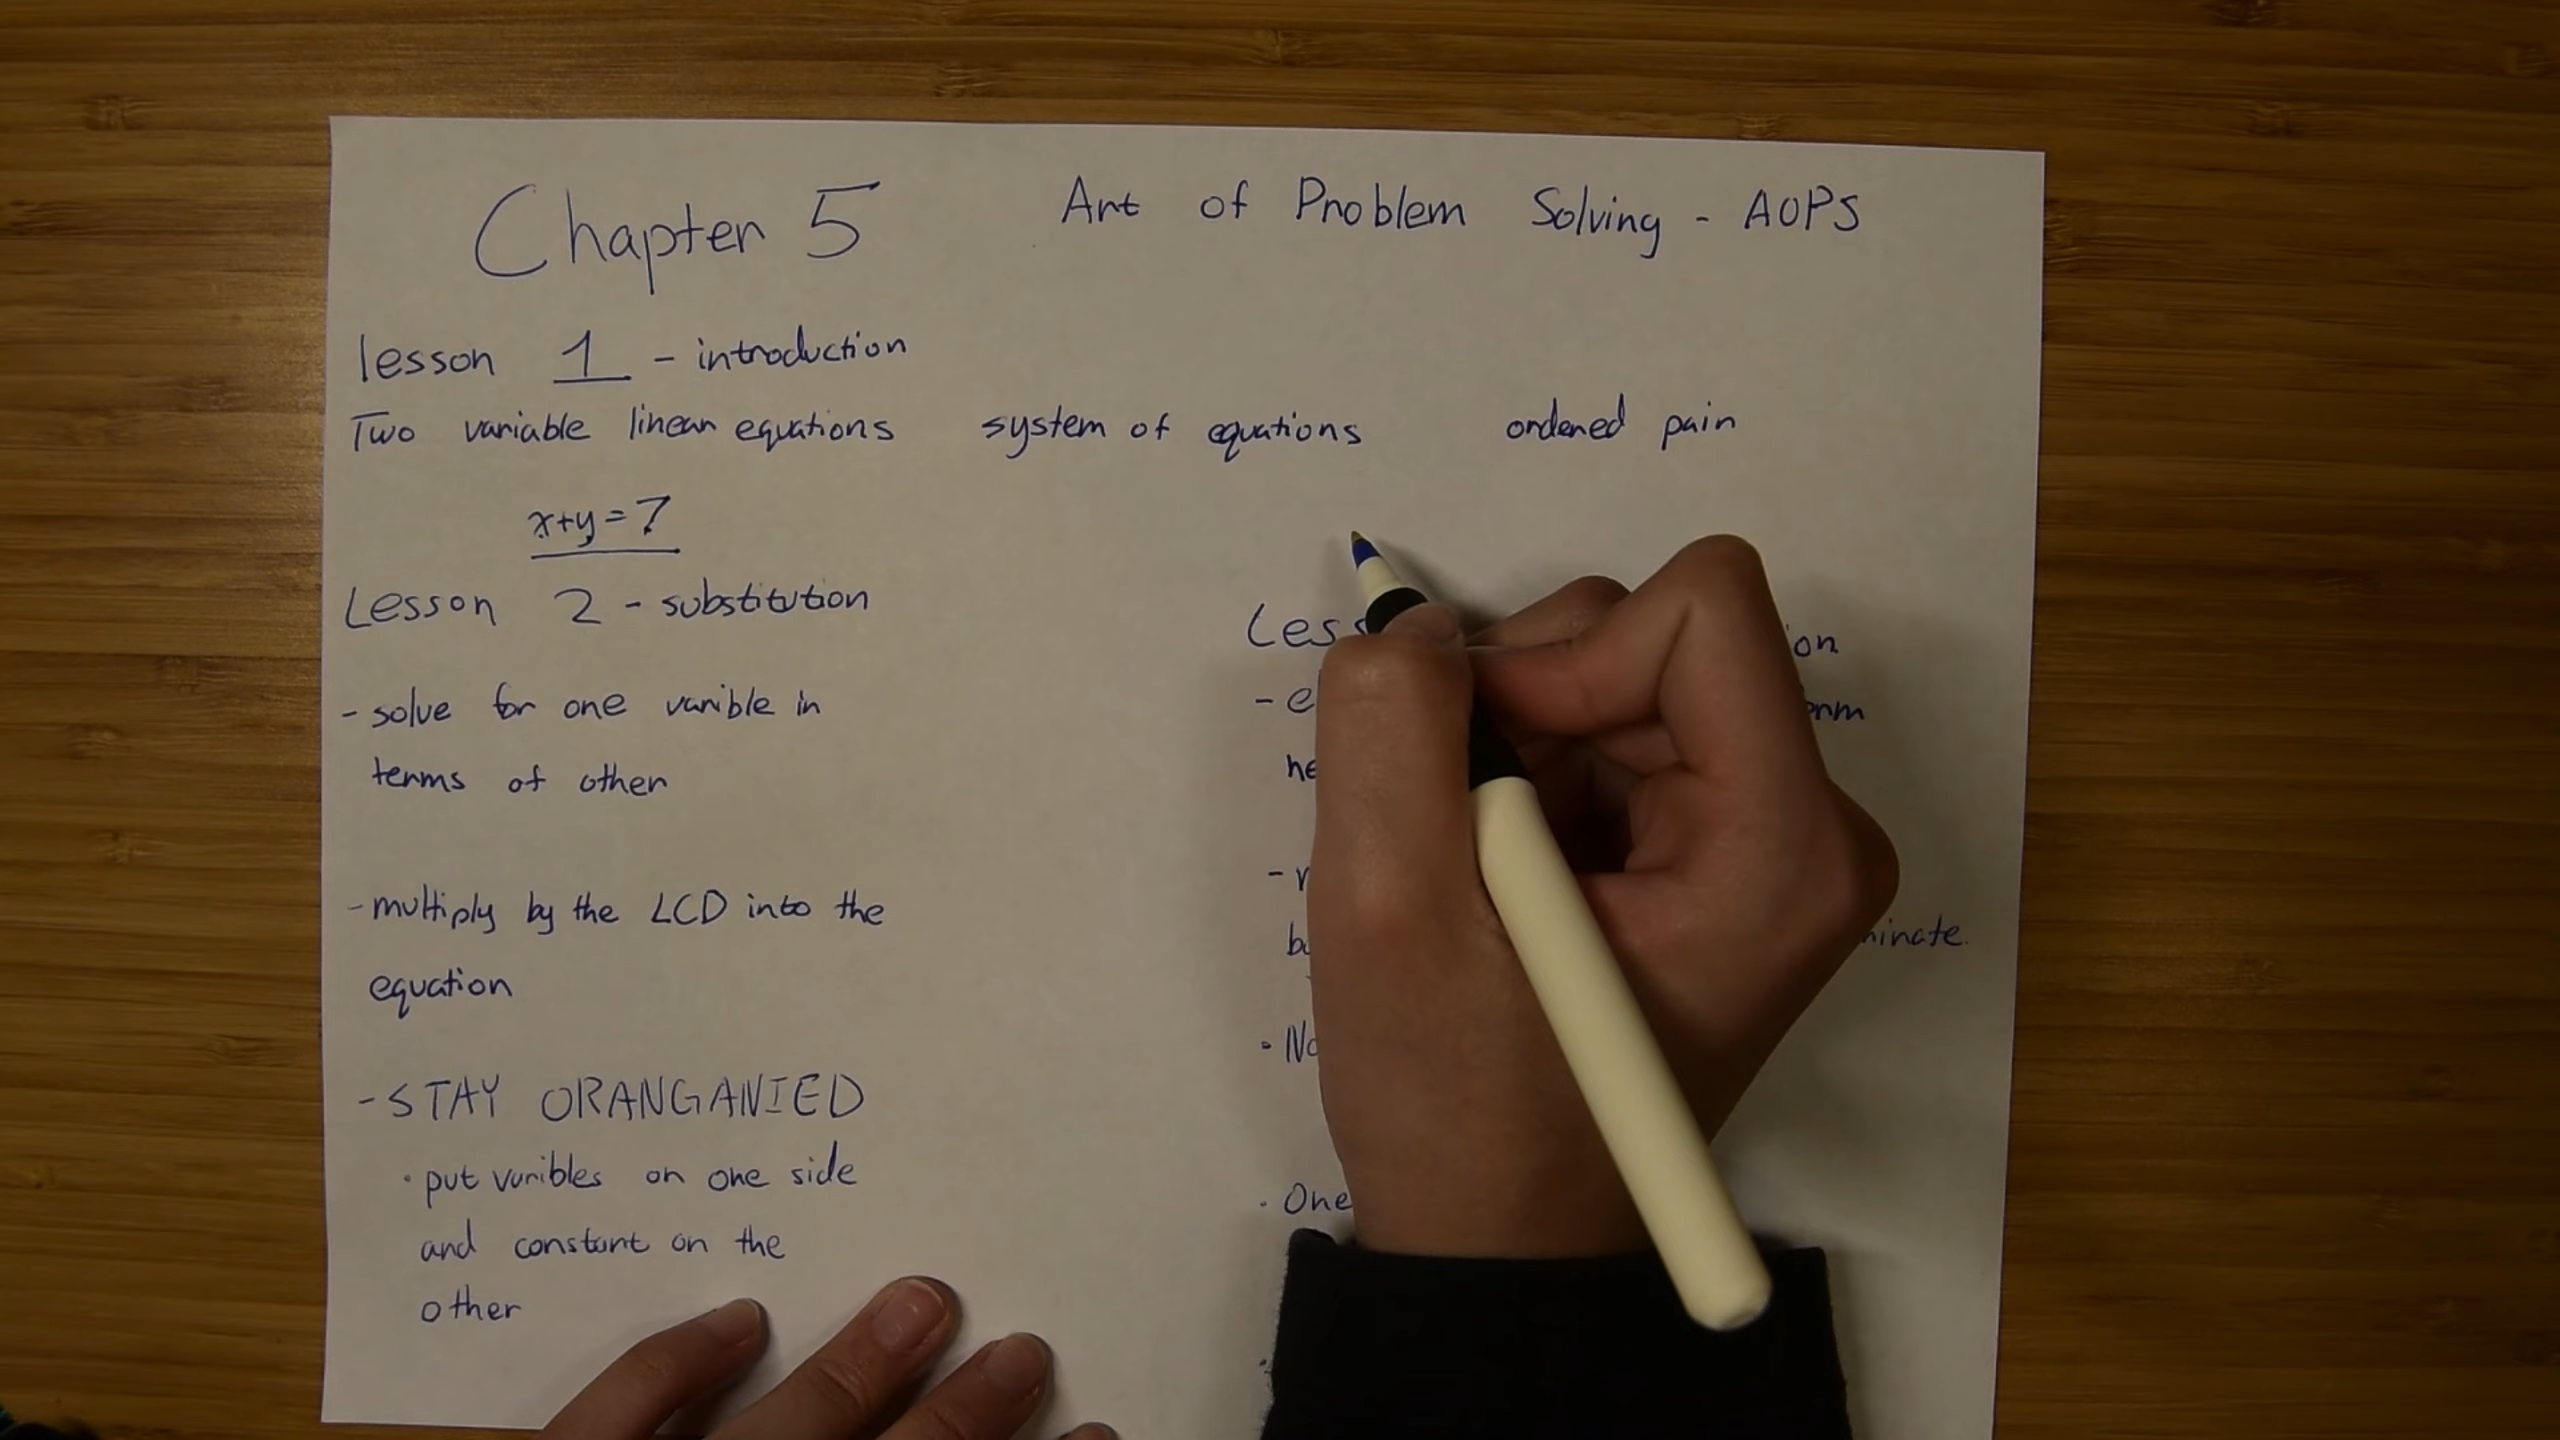 Chapter 5
Art of Problem Solving - AOPS
lesson 1 - introduction
Two variable linear equations system of equations ordered pair
x+y=7
Lesson 2 - substitution
- solve for one varible in
terms of other
- multiply by the LCD into the
equation
- STAY ORANGANIED
· put varibles on one side
and constant on the
other
· One